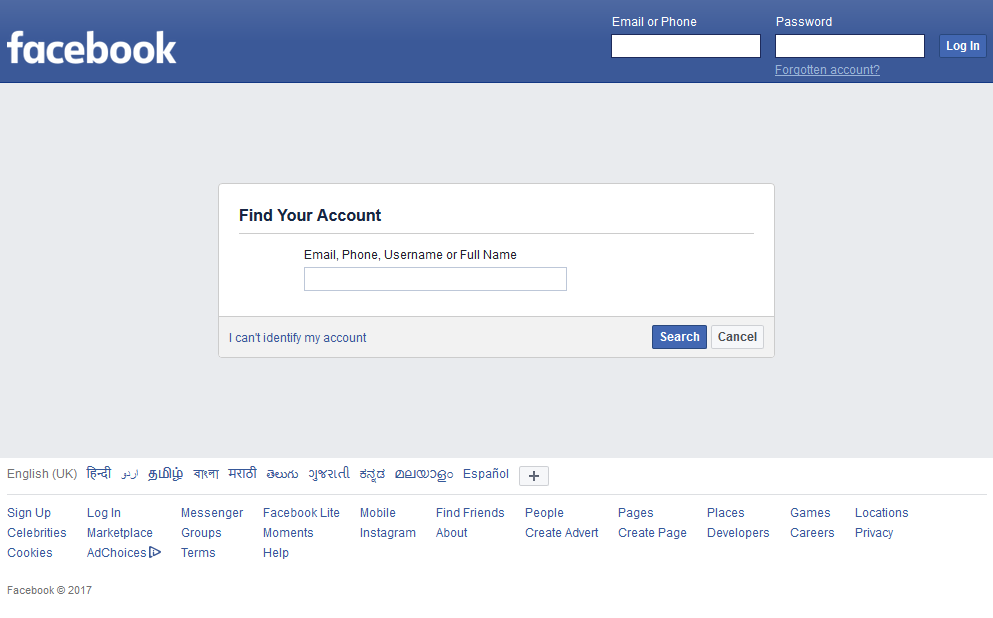 facebook
Email or Phone Password
Log In
Forgotten account?
Find Your Account
Email, Phone, Username or Full Name
I can't identify my account Search Cancel
English (UK) हिन्दी اردو தமிழ் বাংলা मराठी తెలుగు ગુજરાતી ಕನ್ನಡ മലയാളം Español +
Sign Up Log In Messenger Facebook Lite Mobile Find Friends People Pages Places Games Locations
Celebrities Marketplace Groups Moments Instagram About Create Advert Create Page Developers Careers Privacy
Cookies AdChoices Terms Help
Facebook © 2017